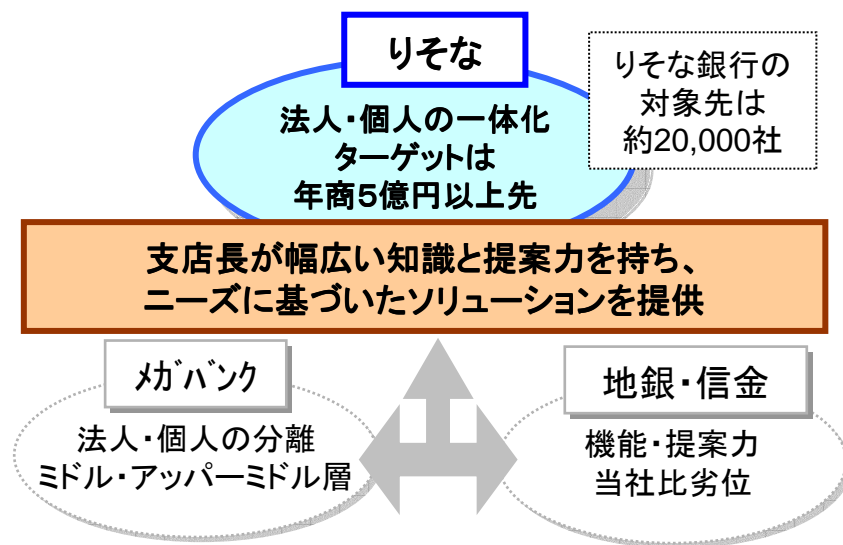 りそな
りそな銀行の
対象先は
約20,000社
法人・個人の一体化
ターゲットは
年商5億円以上先
支店長が幅広い知識と提案力を持ち、
ニーズに基づいたソリューションを提供
メガバンク
法人・個人の分離
ミドル・アッパーミドル層
地銀・信金
機能・提案力
当社比劣位